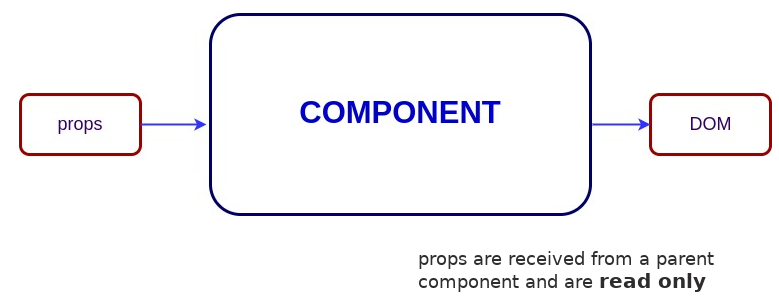 props
COMPONENT
DOM
props are received from a parent
component and are read only